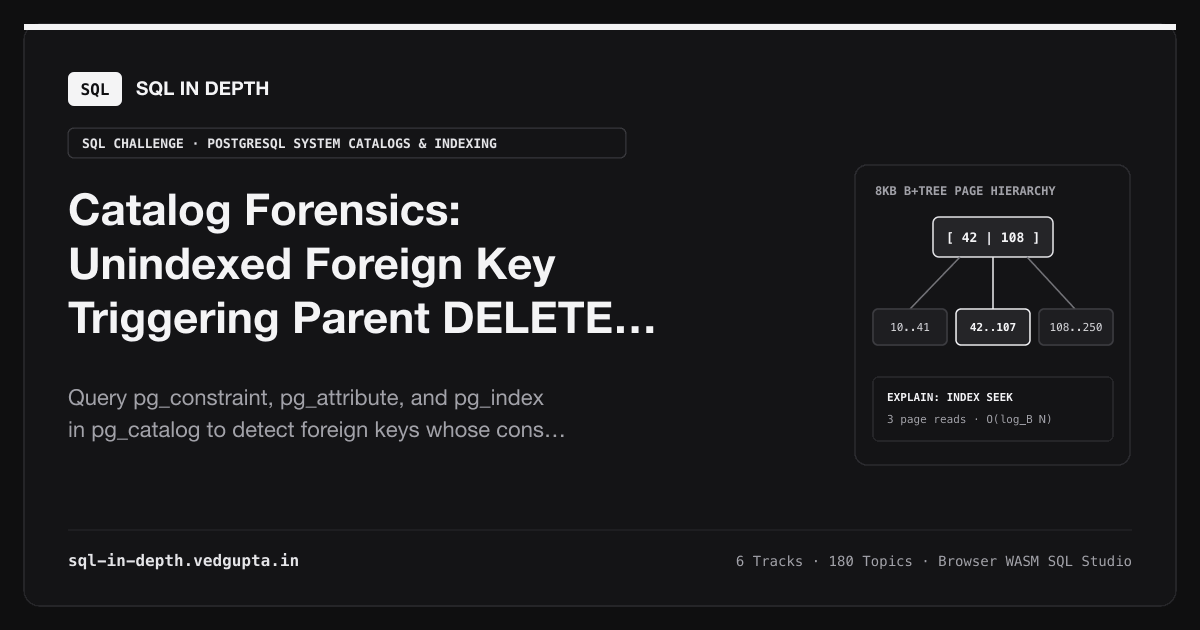 SQL
SQL IN DEPTH
SQL CHALLENGE · POSTGRESQL SYSTEM CATALOGS & INDEXING
Catalog Forensics:
Unindexed Foreign Key
Triggering Parent DELETE…
Query pg_constraint, pg_attribute, and pg_index
in pg_catalog to detect foreign keys whose cons…
8KB B+TREE PAGE HIERARCHY
[ 42 | 108 ]
10..41
42..107
108..250
EXPLAIN: INDEX SEEK
3 page reads · O(log_B N)
sql-in-depth.vedgupta.in
6 Tracks · 180 Topics · Browser WASM SQL Studio